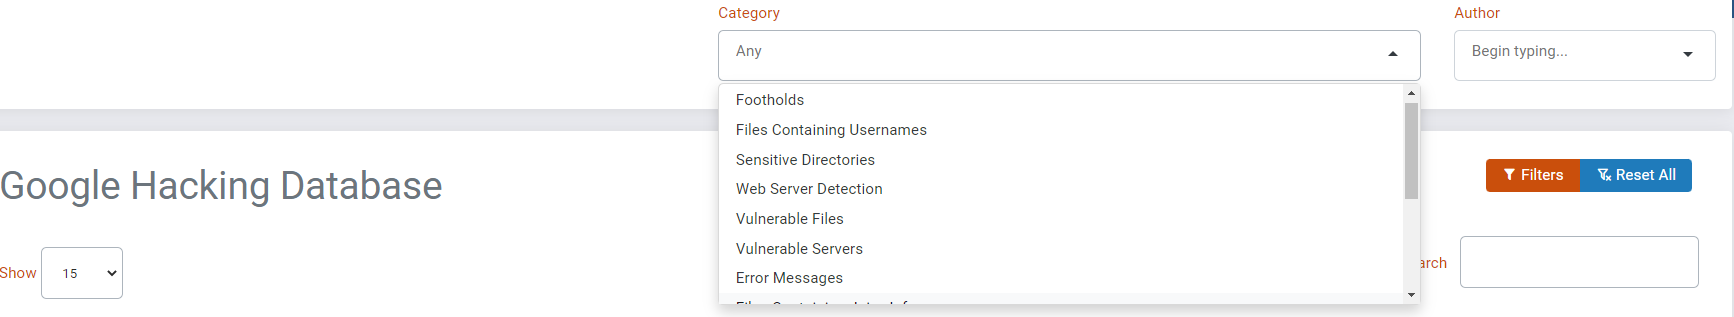 Category
Author
Any
Begin typing...
Footholds
Files Containing Usernames
Sensitive Directories
Web Server Detection
Vulnerable Files
Vulnerable Servers
Error Messages
Google Hacking Database
Filters
Reset All
Show
15
arch